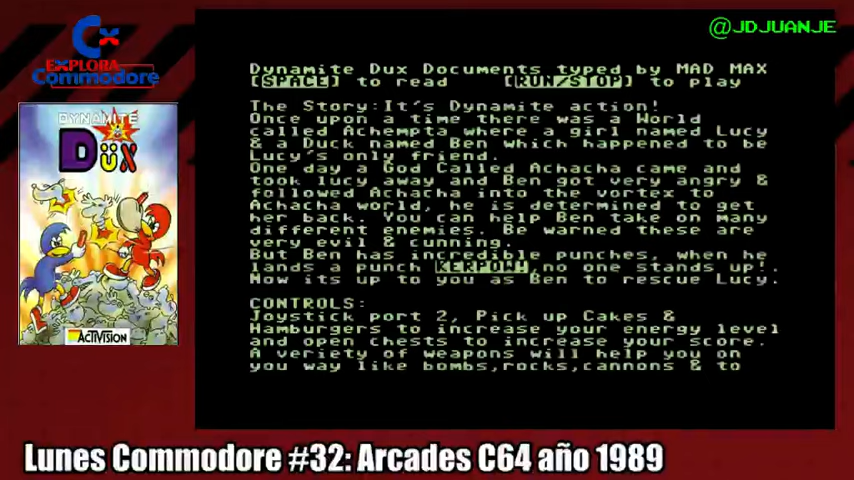 @JDJUANJE
EXPLORA
Commodore
DYNAMITE
DüX
ACTIVISION
Dynamite Dux Documents typed by MAD MAX
[SPACE] to read [RUN/STOP] to play
The Story:It's Dynamite action!
Once upon a time there was a World
called Achempta where a girl named Lucy
& a Duck named Ben which happened to be
Lucy's only friend.
One day a God Called Achacha came and
took Lucy away and Ben got very angry &
followed Achacha into the vortex to
Achacha world, he is determined to get
her back. You can help Ben take on many
different enemies. Be warned these are
very evil & cunning.
But Ben has incredible punches, when he
lands a punch KERPOW!,no one stands up!.
Now its up to you as Ben to rescue Lucy.
CONTROLS:
Joystick port 2, Pick up Cakes &
Hamburgers to increase your energy level
and open chests to increase your score.
A veriety of weapons will help you on
you way like bombs,rocks,cannons & to
Lunes Commodore #32: Arcades C64 año 1989